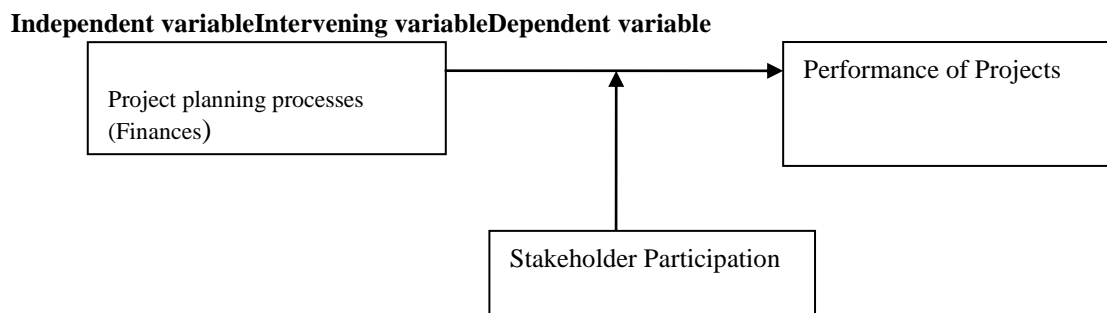 Independent variableIntervening variableDependent variable
Project planning processes
(Finances)
Performance of Projects
Stakeholder Participation